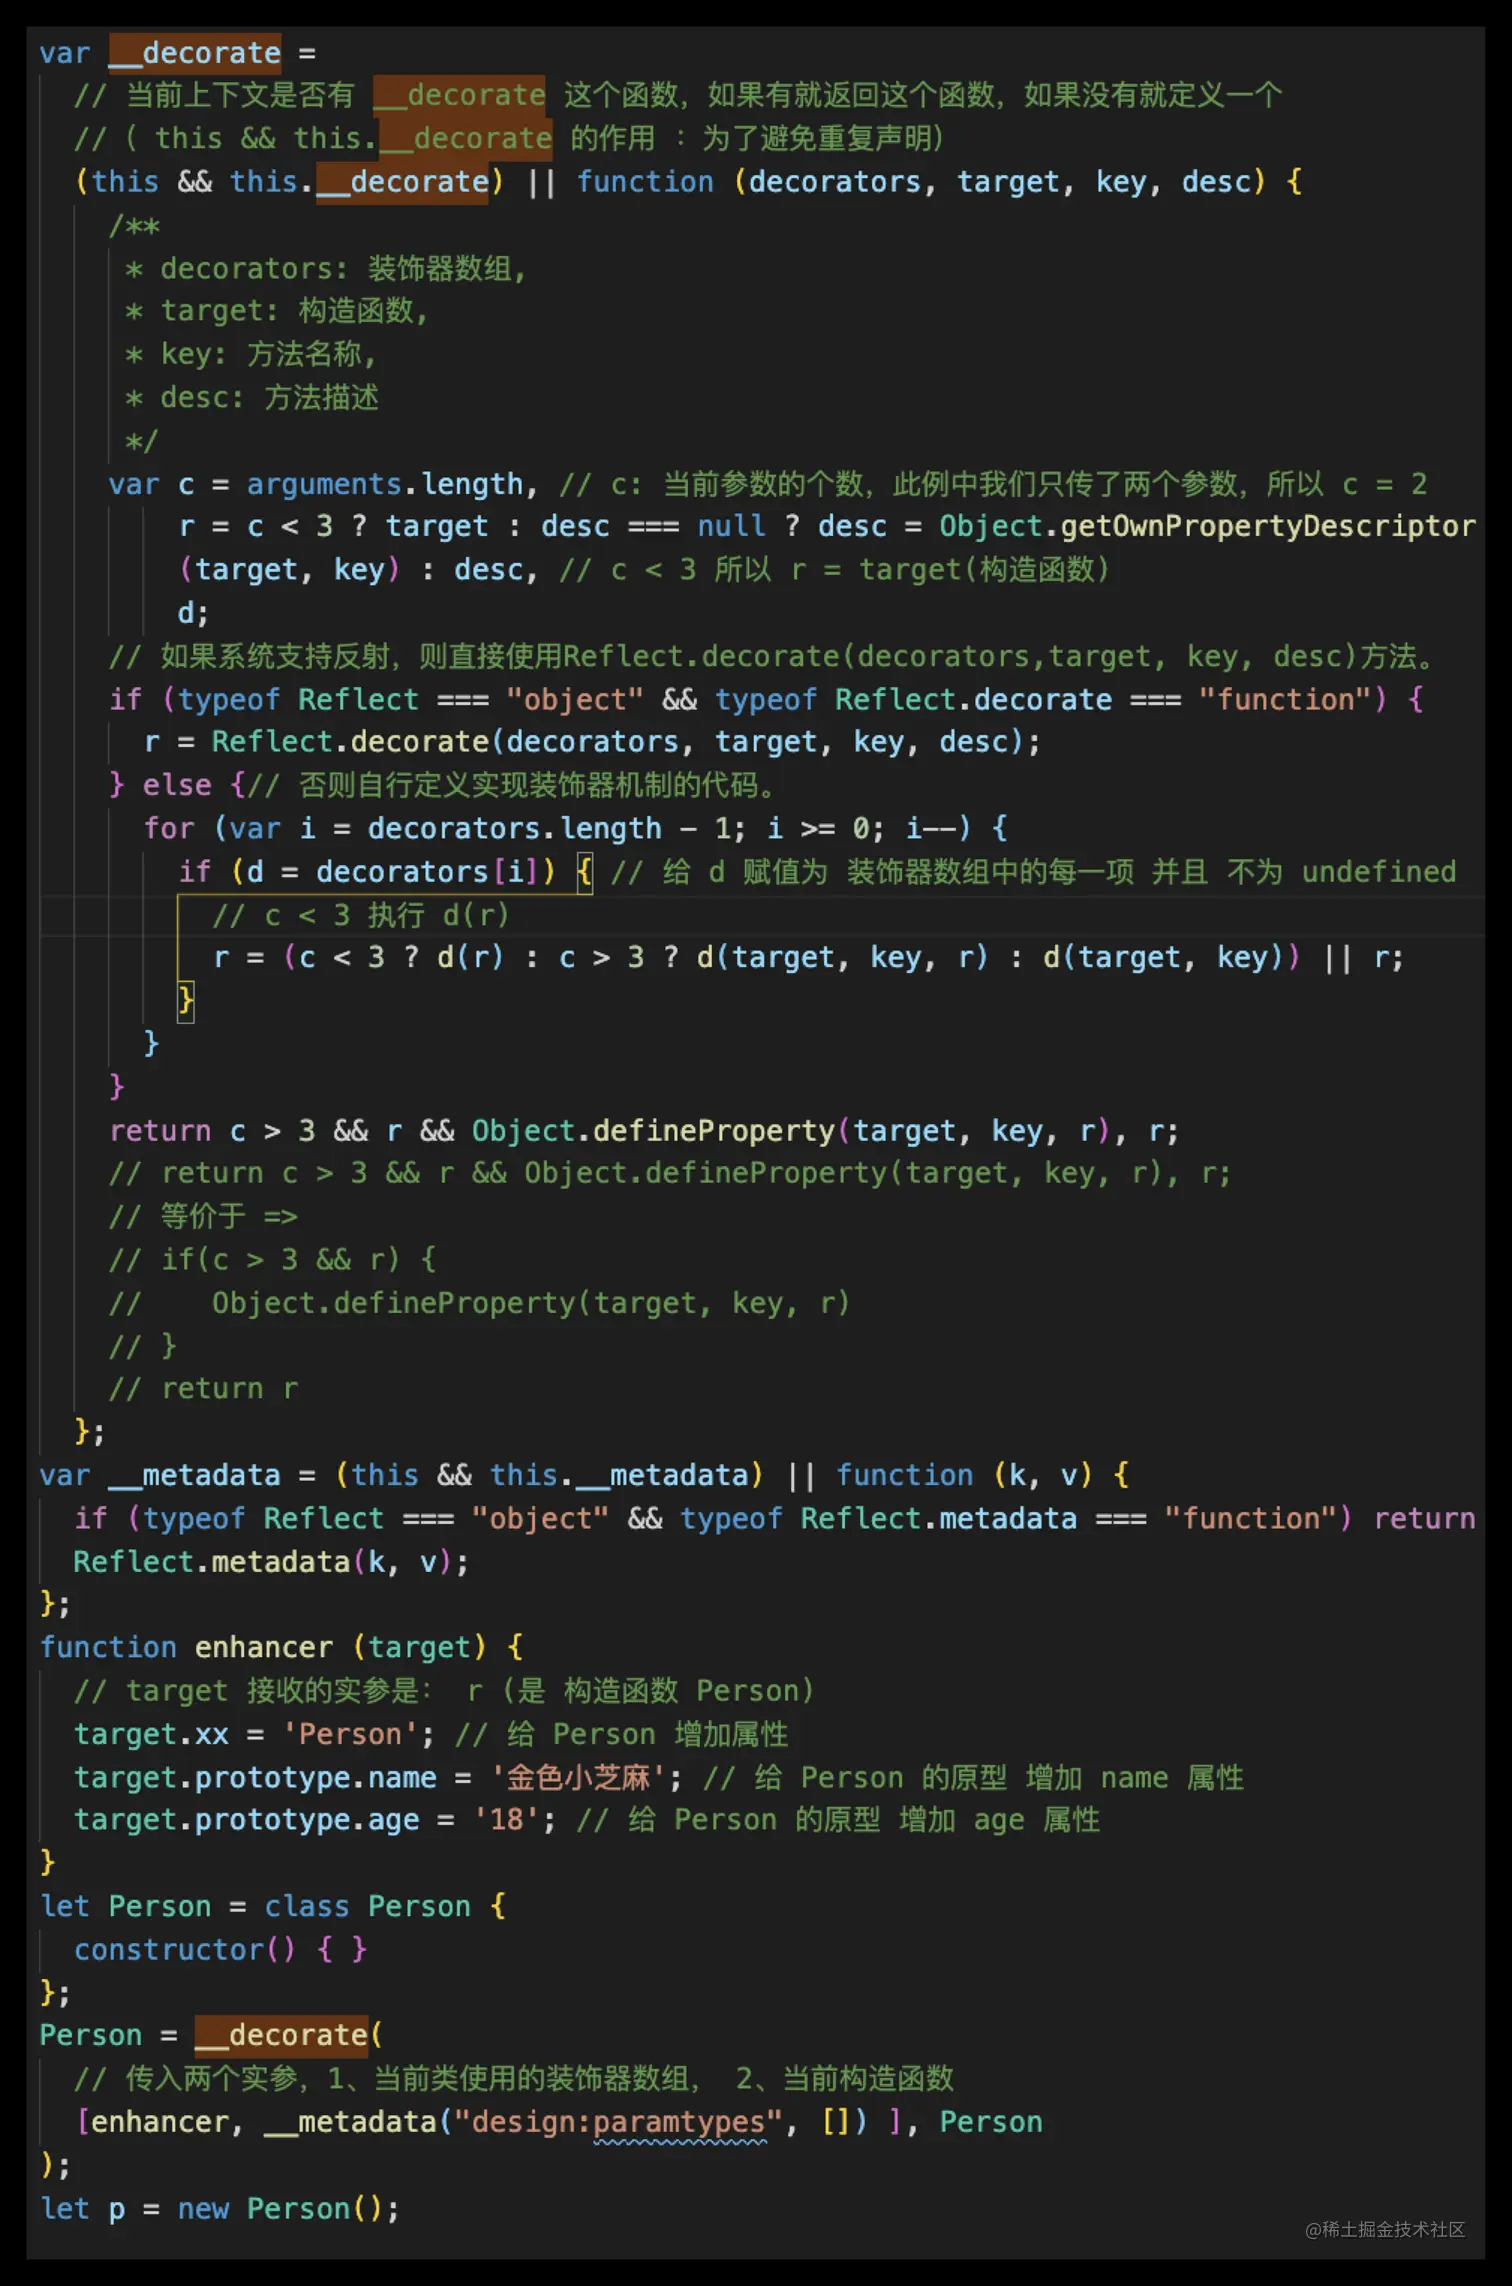 var __decorate =
// 当前上下文是否有 __decorate 这个函数，如果有就返回这个函数，如果没有就定义一个
// ( this && this.__decorate 的作用 : 为了避免重复声明)
(this && this.__decorate) || function (decorators, target, key, desc) {
/**
* decorators: 装饰器数组,
* target: 构造函数,
* key: 方法名称,
* desc: 方法描述
*/
var c = arguments.length, // c: 当前参数的个数，此例中我们只传了两个参数，所以 c = 2
r = c < 3 ? target : desc === null ? desc = Object.getOwnPropertyDescriptor
(target, key) : desc, // c < 3 所以 r = target(构造函数)
d;
// 如果系统支持反射，则直接使用Reflect.decorate(decorators,target, key, desc)方法。
if (typeof Reflect === "object" && typeof Reflect.decorate === "function") {
r = Reflect.decorate(decorators, target, key, desc);
} else {// 否则自行定义实现装饰器机制的代码。
for (var i = decorators.length - 1; i >= 0; i--) {
if (d = decorators[i]) { // 给 d 赋值为 装饰器数组中的每一项 并且 不为 undefined
// c < 3 执行 d(r)
r = (c < 3 ? d(r) : c > 3 ? d(target, key, r) : d(target, key)) || r;
}
}
}
return c > 3 && r && Object.defineProperty(target, key, r), r;
// return c > 3 && r && Object.defineProperty(target, key, r), r;
// 等价于 =>
// if(c > 3 && r) {
// Object.defineProperty(target, key, r)
// }
// return r
};
var __metadata = (this && this.__metadata) || function (k, v) {
if (typeof Reflect === "object" && typeof Reflect.metadata === "function") return
Reflect.metadata(k, v);
};
function enhancer (target) {
// target 接收的实参是： r (是 构造函数 Person)
target.xx = 'Person'; // 给 Person 增加属性
target.prototype.name = '金色小芝麻'; // 给 Person 的原型 增加 name 属性
target.prototype.age = '18'; // 给 Person 的原型 增加 age 属性
}
let Person = class Person {
constructor() { }
};
Person = __decorate(
// 传入两个实参，1、当前类使用的装饰器数组， 2、当前构造函数
[enhancer, __metadata("design:paramtypes", []) ], Person
);
let p = new Person();
@稀土掘金技术社区